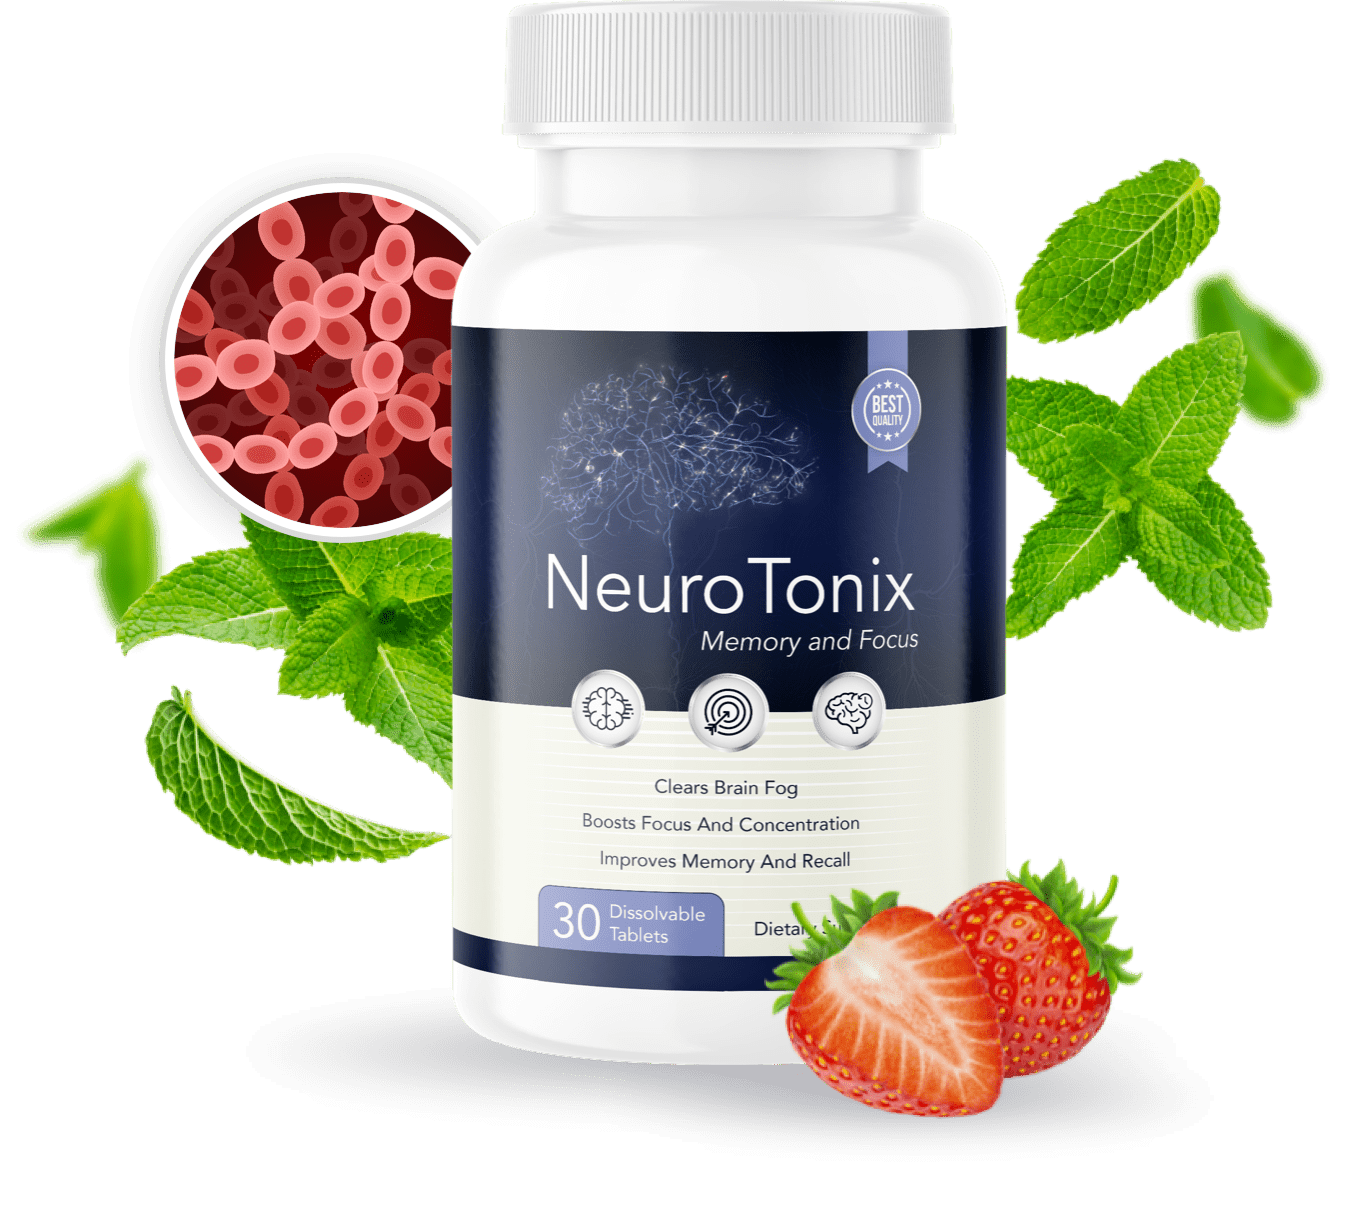 BEST
QUALITY
NeuroTonix
Memory and Focus
Clears Brain Fog
Boosts Focus And Concentration
Improves Memory And Recall
30 Dissolvable
Tablets
Dietary